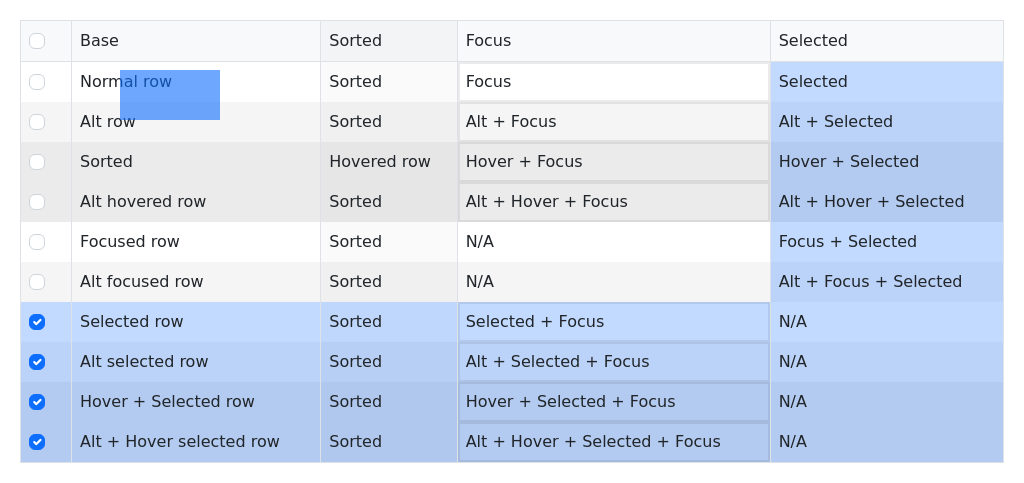 Base Sorted Focus Selected
Normal row Sorted Focus Selected
Alt row Sorted Alt + Focus Alt + Selected
Sorted Hovered row Hover + Focus Hover + Selected
Alt hovered row Sorted Alt + Hover + Focus Alt + Hover + Selected
Focused row Sorted N/A Focus + Selected
Alt focused row Sorted N/A Alt + Focus + Selected
Selected row Sorted Selected + Focus N/A
Alt selected row Sorted Alt + Selected + Focus N/A
Hover + Selected row Sorted Hover + Selected + Focus N/A
Alt + Hover selected row Sorted Alt + Hover + Selected + Focus N/A